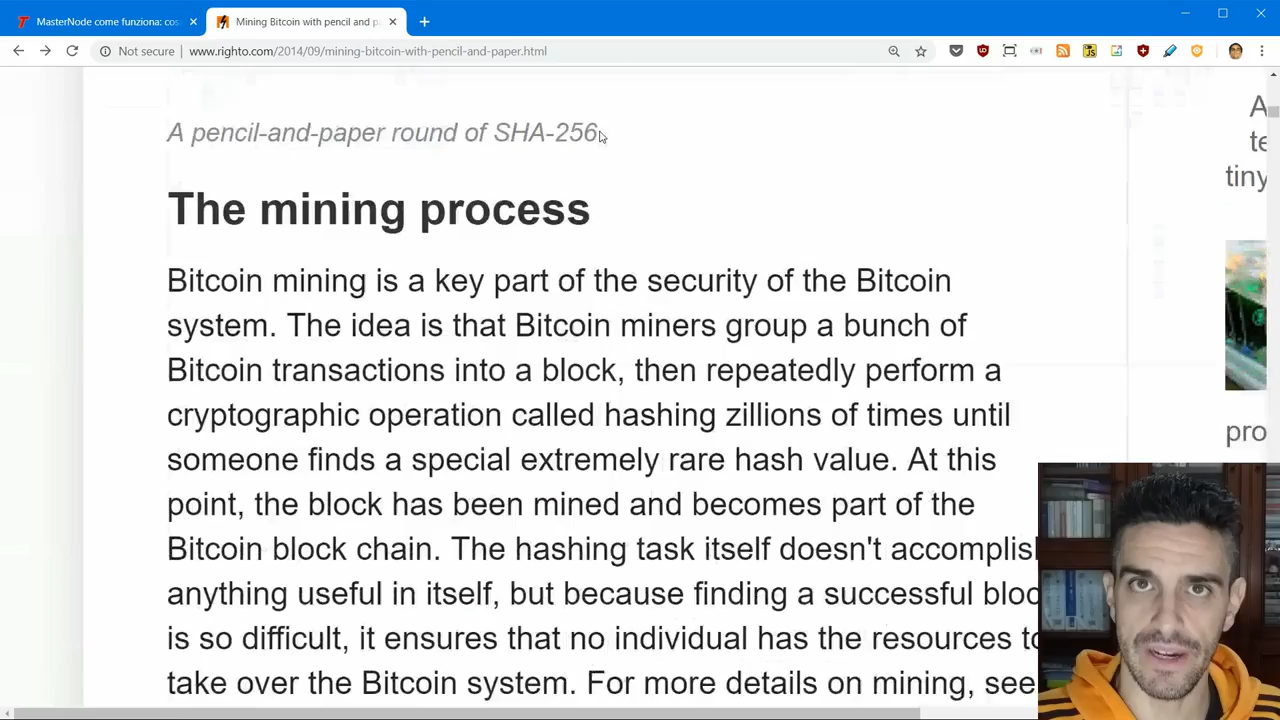 MasterNode come funziona: cos
Mining Bitcoin with pencil and p
Not secure
www.righto.com/2014/09/mining-bitcoin-with-pencil-and-paper.html
A pencil-and-paper round of SHA-256.
The mining process
Bitcoin mining is a key part of the security of the Bitcoin
system. The idea is that Bitcoin miners group a bunch of
Bitcoin transactions into a block, then repeatedly perform a
cryptographic operation called hashing zillions of times until
someone finds a special extremely rare hash value. At this
point, the block has been mined and becomes part of the
Bitcoin block chain. The hashing task itself doesn't accomplis
anything useful in itself, but because finding a successful bloc
is so difficult, it ensures that no individual has the resources to
take over the Bitcoin system. For more details on mining, see
A
te
tiny
pro